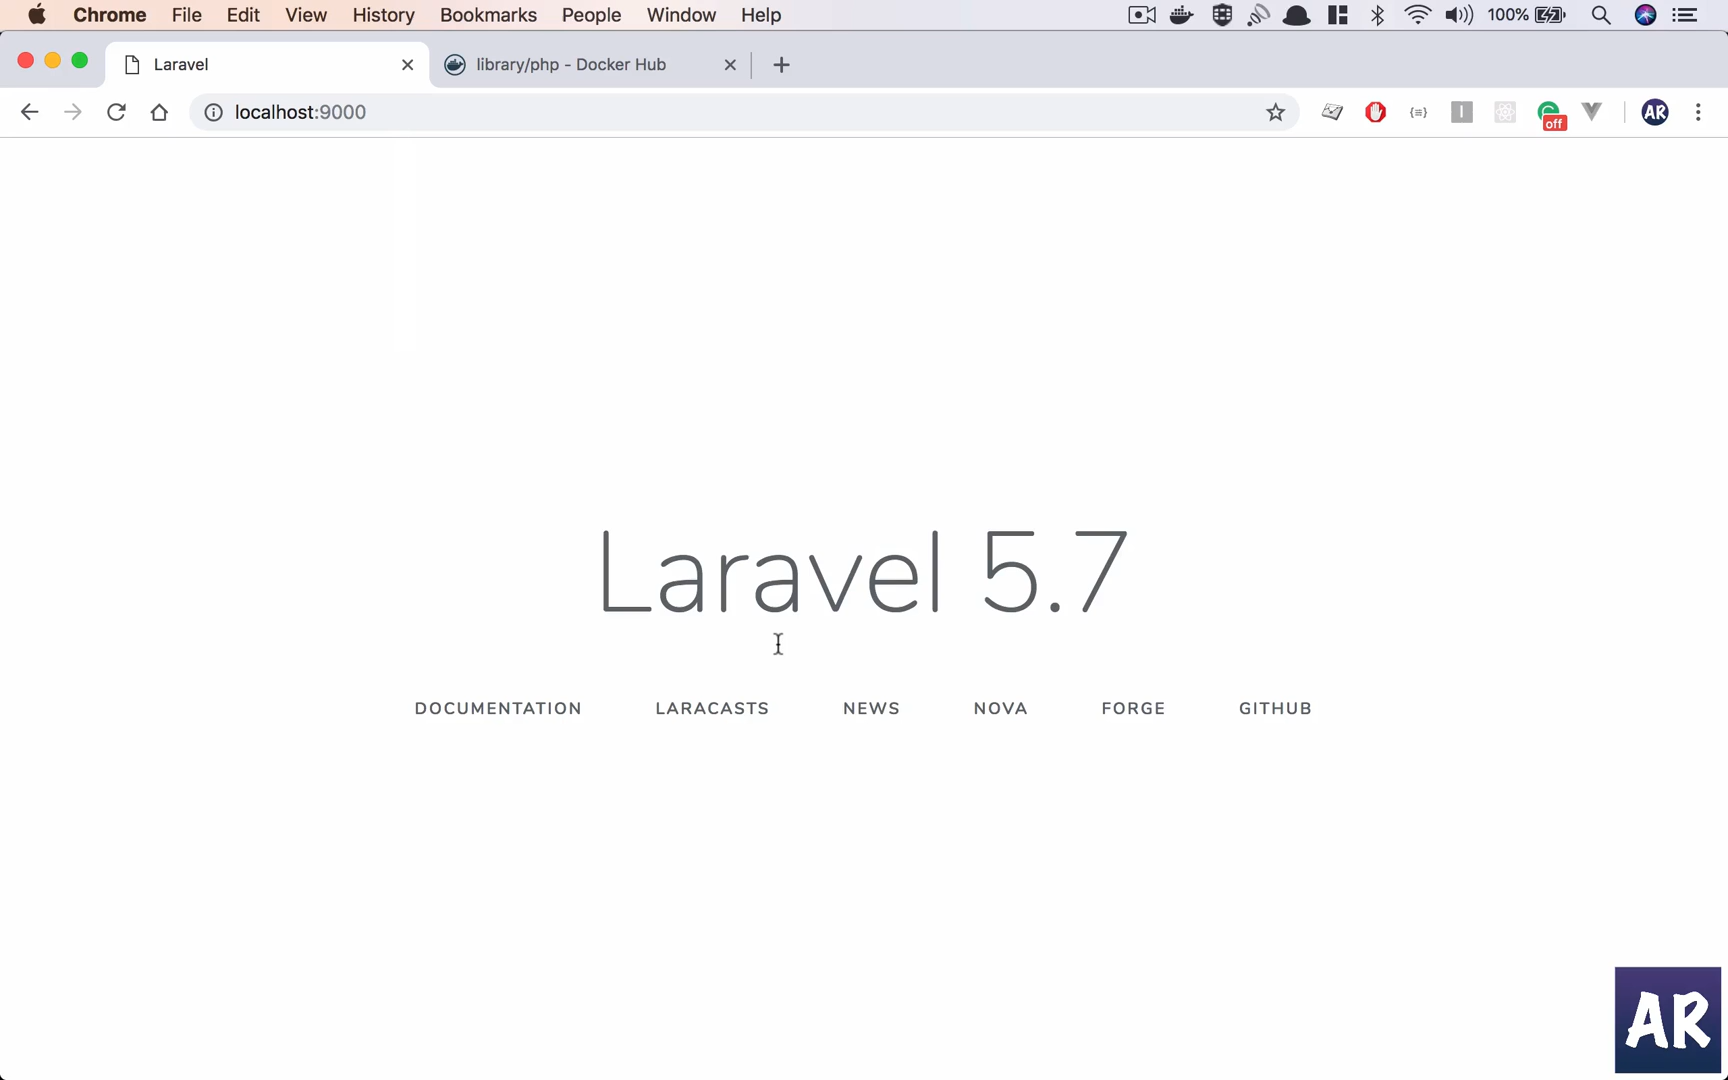 Chrome File Edit View History Bookmarks People Window Help 100%
Laravel library/php - Docker Hub
localhost:9000 off AR
Laravel 5.7
DOCUMENTATION LARACASTS NEWS NOVA FORGE GITHUB
AR